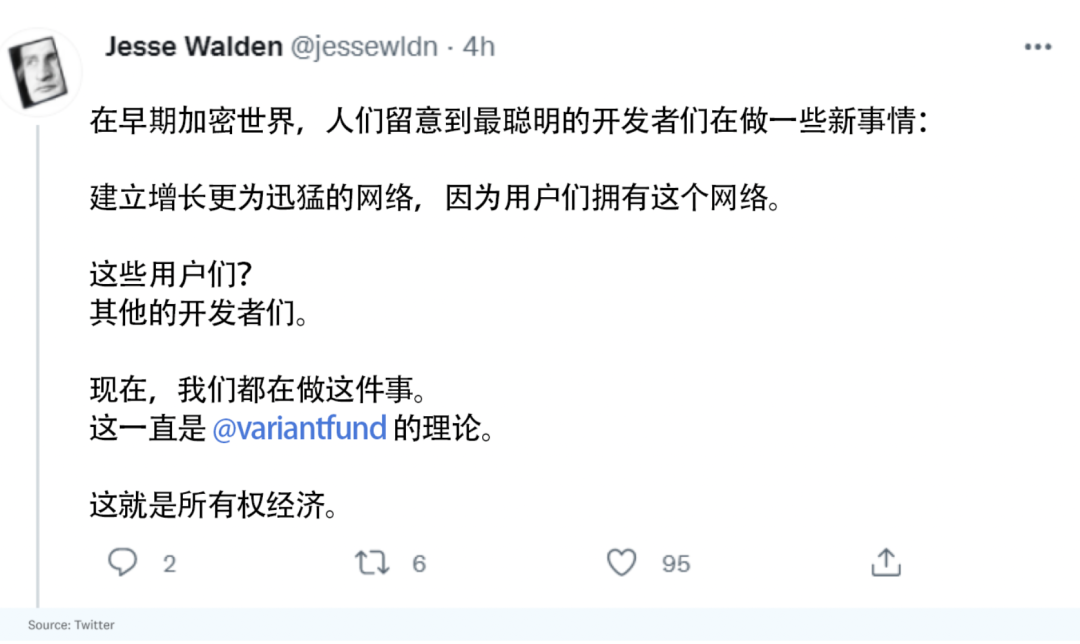 Jesse Walden @jessewldn · 4h
在早期加密世界，人们留意到最聪明的开发者们在做一些新事情：
建立增长更为迅猛的网络，因为用户们拥有这个网络。
这些用户们？
其他的开发者们。
现在，我们都在做这件事。
这一直是 @variantfund 的理论。
这就是所有权经济。
2 6 95
Source: Twitter